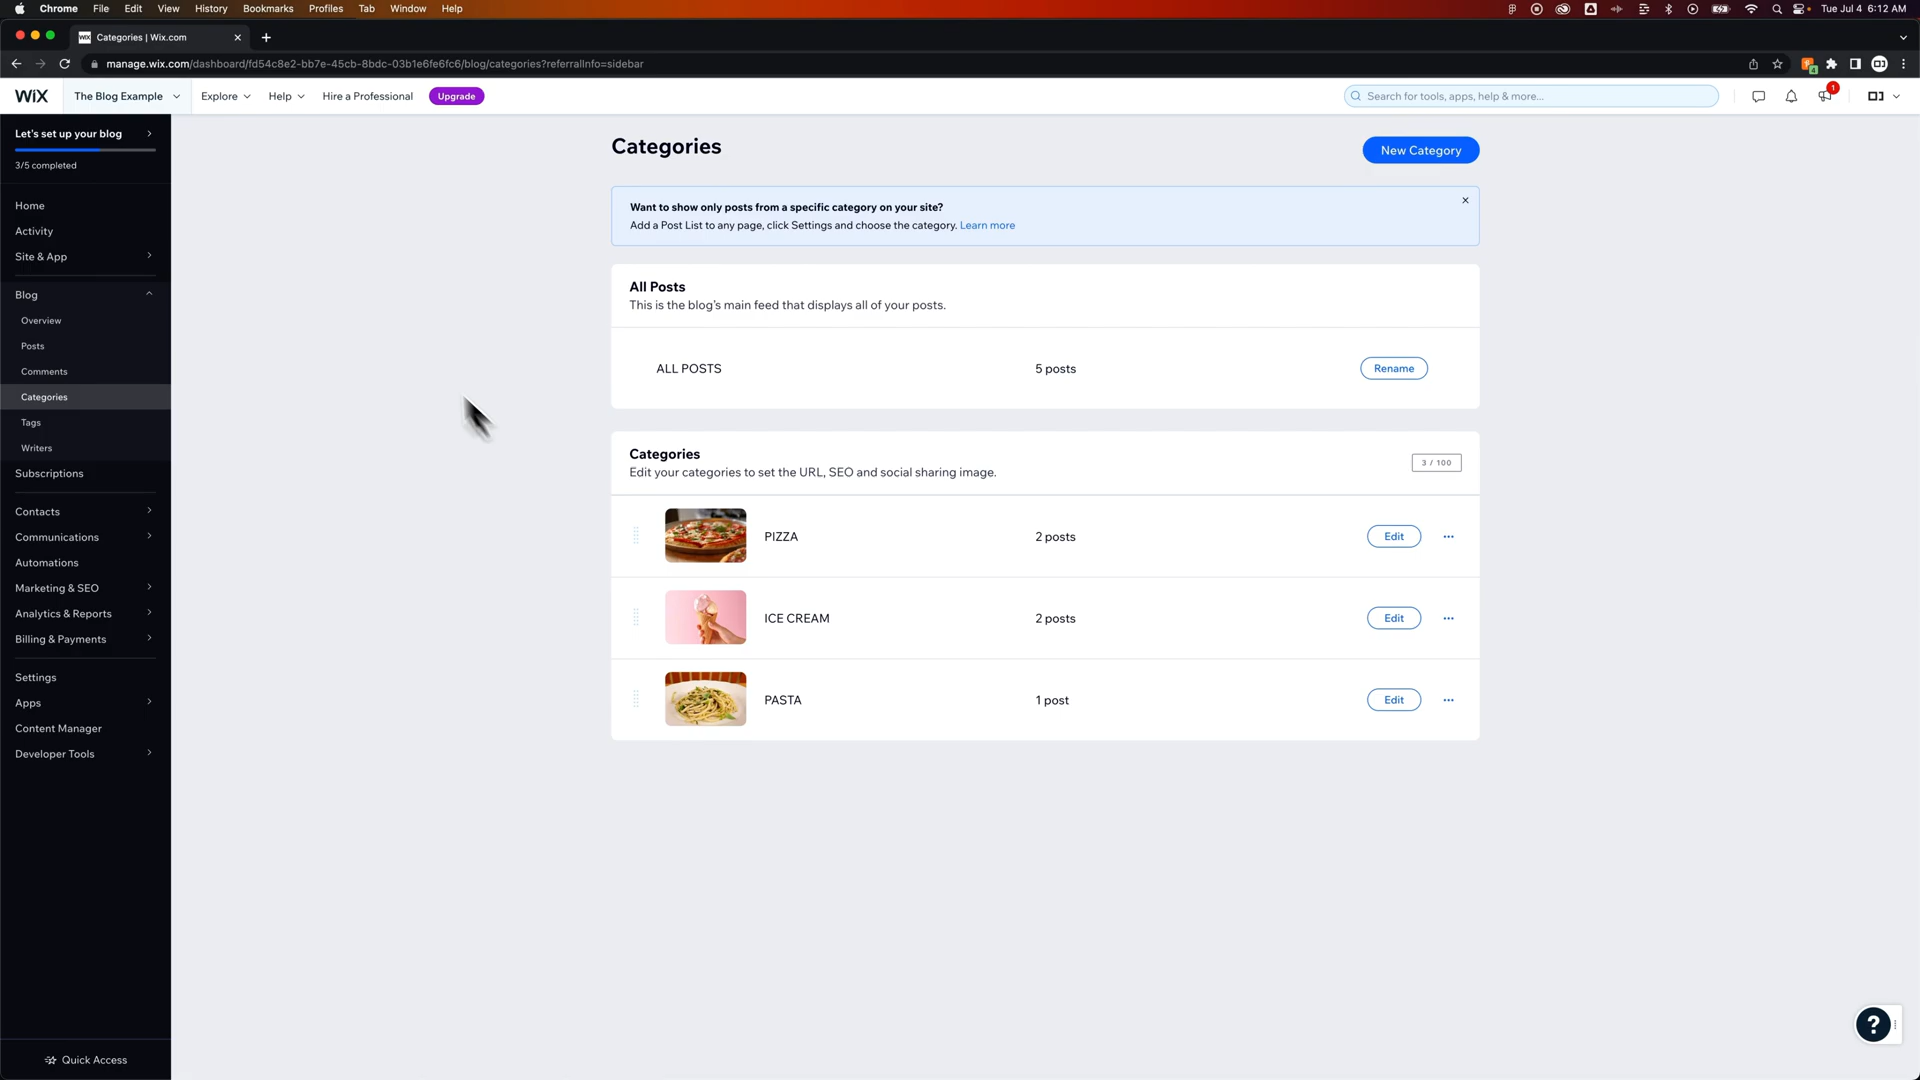 Chrome File Edit View History Bookmarks Profiles Tab Window Help Tue Jul 4 6:12 AM
WiX Categories | Wix.com
manage.wix.com/dashboard/fd54c8e2-bb7e-45cb-8bdc-03b1e6fe6fc6/blog/categories?referralInfo=sidebar
WiX The Blog Example Explore Help Hire a Professional Upgrade Search for tools, apps, help & more... 1
Let's set up your blog
3/5 completed
Home
Activity
Site & App
Blog
Overview
Posts
Comments
Categories
Tags
Writers
Subscriptions
Contacts
Communications
Automations
Marketing & SEO
Analytics & Reports
Billing & Payments
Settings
Apps
Content Manager
Developer Tools
Quick Access
Categories
New Category
Want to show only posts from a specific category on your site?
Add a Post List to any page, click Settings and choose the category. Learn more
All Posts
This is the blog's main feed that displays all of your posts.
ALL POSTS 5 posts Rename
Categories
Edit your categories to set the URL, SEO and social sharing image.
3 / 100
PIZZA 2 posts Edit
ICE CREAM 2 posts Edit
PASTA 1 post Edit
?